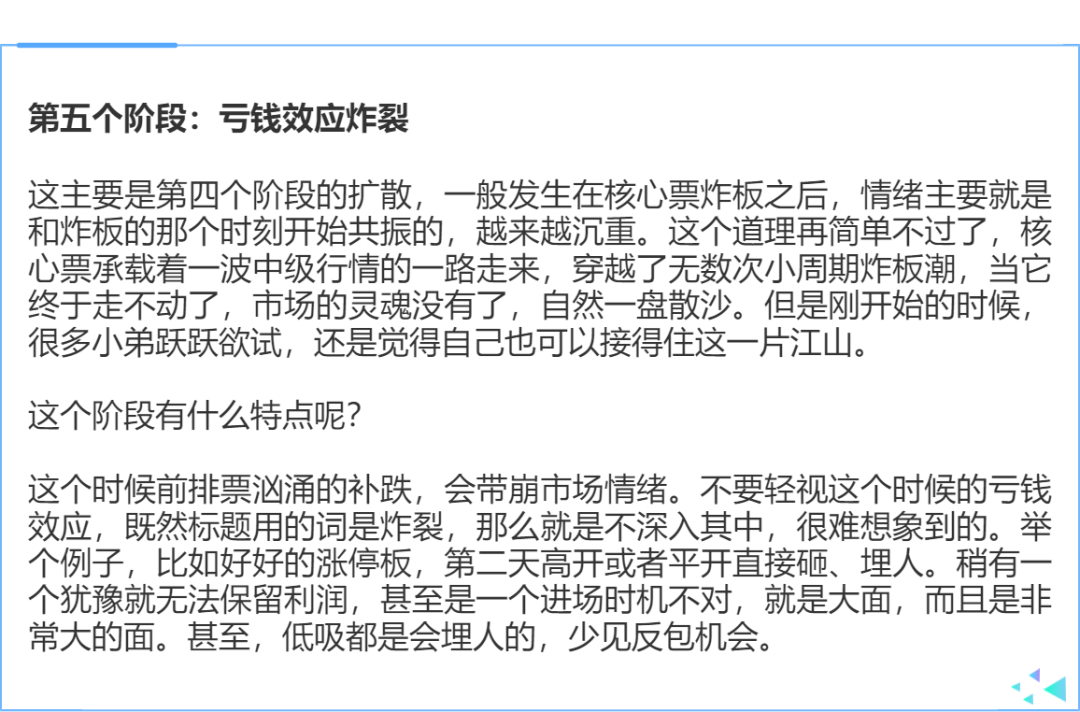 第五个阶段：亏钱效应炸裂
这主要是第四个阶段的扩散，一般发生在核心票炸板之后，情绪主要就是
和炸板的那个时刻开始共振的，越来越沉重。这个道理再简单不过了，核
心票承载着一波中级行情的一路走来，穿越了无数次小周期炸板潮，当它
终于走不动了，市场的灵魂没有了，自然一盘散沙。但是刚开始的时候，
很多小弟跃跃欲试，还是觉得自己也可以接得住这一片江山。
这个阶段有什么特点呢？
这个时候前排票汹涌的补跌，会带崩市场情绪。不要轻视这个时候的亏钱
效应，既然标题用的词是炸裂，那么就是不深入其中，很难想象到的。举
个例子，比如好好的涨停板，第二天高开或者平开直接砸、埋人。稍有一
个犹豫就无法保留利润，甚至是一个进场时机不对，就是大面，而且是非
常大的面。甚至，低吸都是会埋人的，少见反包机会。